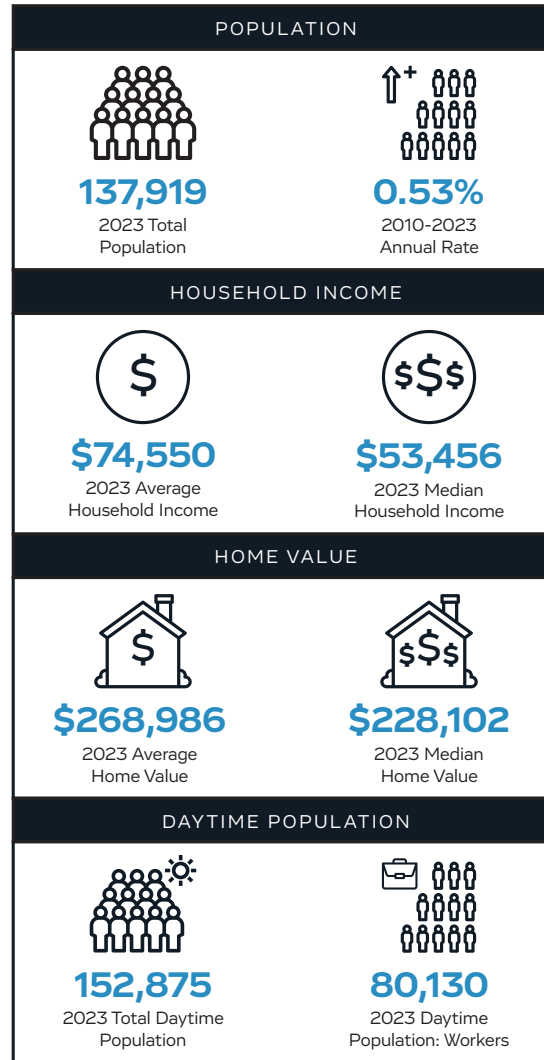 POPULATION
137,919
2023 Total
Population
0.53%
2010-2023
Annual Rate
HOUSEHOLD INCOME
$
$74,550
2023 Average
Household Income
$$$
$53,456
2023 Median
Household Income
HOME VALUE
$
$268,986
2023 Average
Home Value
$$$
$228,102
2023 Median
Home Value
DAYTIME POPULATION
152,875
2023 Total Daytime
Population
80,130
2023 Daytime
Population: Workers